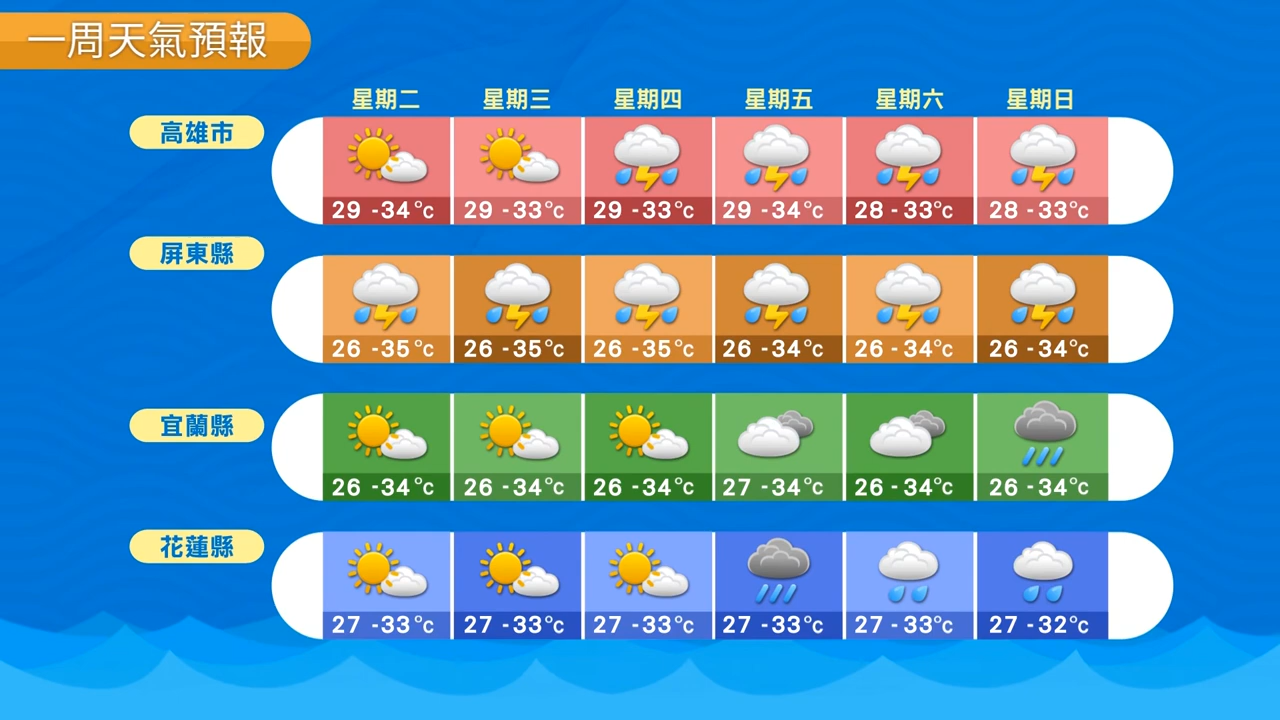 一周天氣預報
星期二 星期三 星期四 星期五 星期六 星期日
高雄市
29 -34°C 29 -33°C 29 -33°C 29 -34°C 28 -33°C 28 -33°C
屏東縣
26 -35°C 26 -35°C 26 -35°C 26 -34°C 26 -34°C 26 -34°C
宜蘭縣
26 -34°C 26 -34°C 26 -34°C 27 -34°C 26 -34°C 26 -34°C
花蓮縣
27 -33°C 27 -33°C 27 -33°C 27 -33°C 27 -33°C 27 -32°C